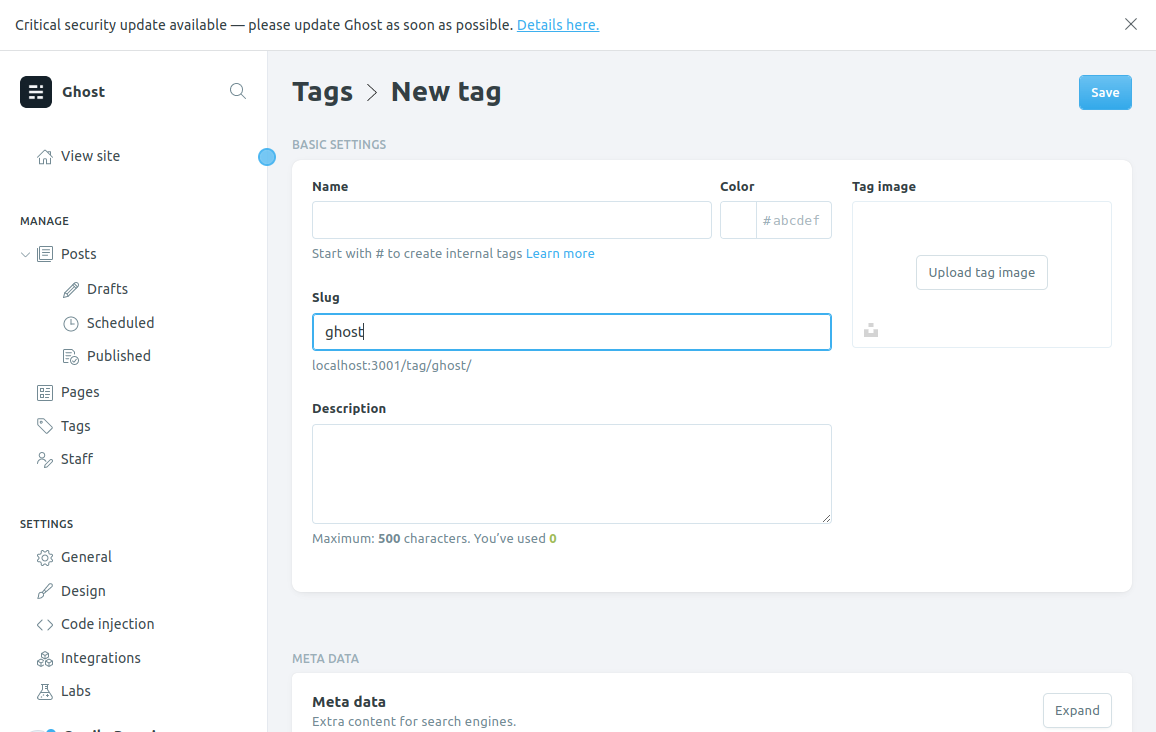 Critical security update available — please update Ghost as soon as possible. Details here.
Ghost
View site
MANAGE
Posts
Drafts
Scheduled
Published
Pages
Tags
Staff
SETTINGS
General
Design
Code injection
Integrations
Labs
Tags > New tag
Save
BASIC SETTINGS
Name
Color
#abcdef
Start with # to create internal tags Learn more
Slug
ghost
localhost:3001/tag/ghost/
Description
Maximum: 500 characters. You've used 0
Tag image
Upload tag image
META DATA
Meta data
Extra content for search engines.
Expand